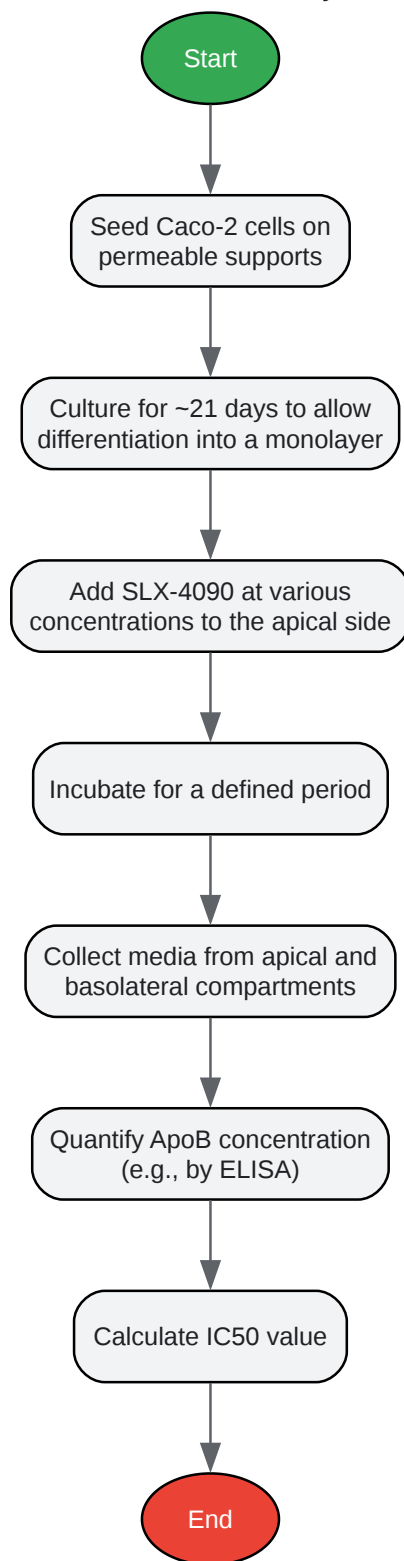 Start
Seed Caco-2 cells on
permeable supports
Culture for ~21 days to allow
differentiation into a monolayer
Add SLX-4090 at various
concentrations to the apical side
Incubate for a defined period
Collect media from apical and
basolateral compartments
Quantify ApoB concentration
(e.g., by ELISA)
Calculate IC50 value
End